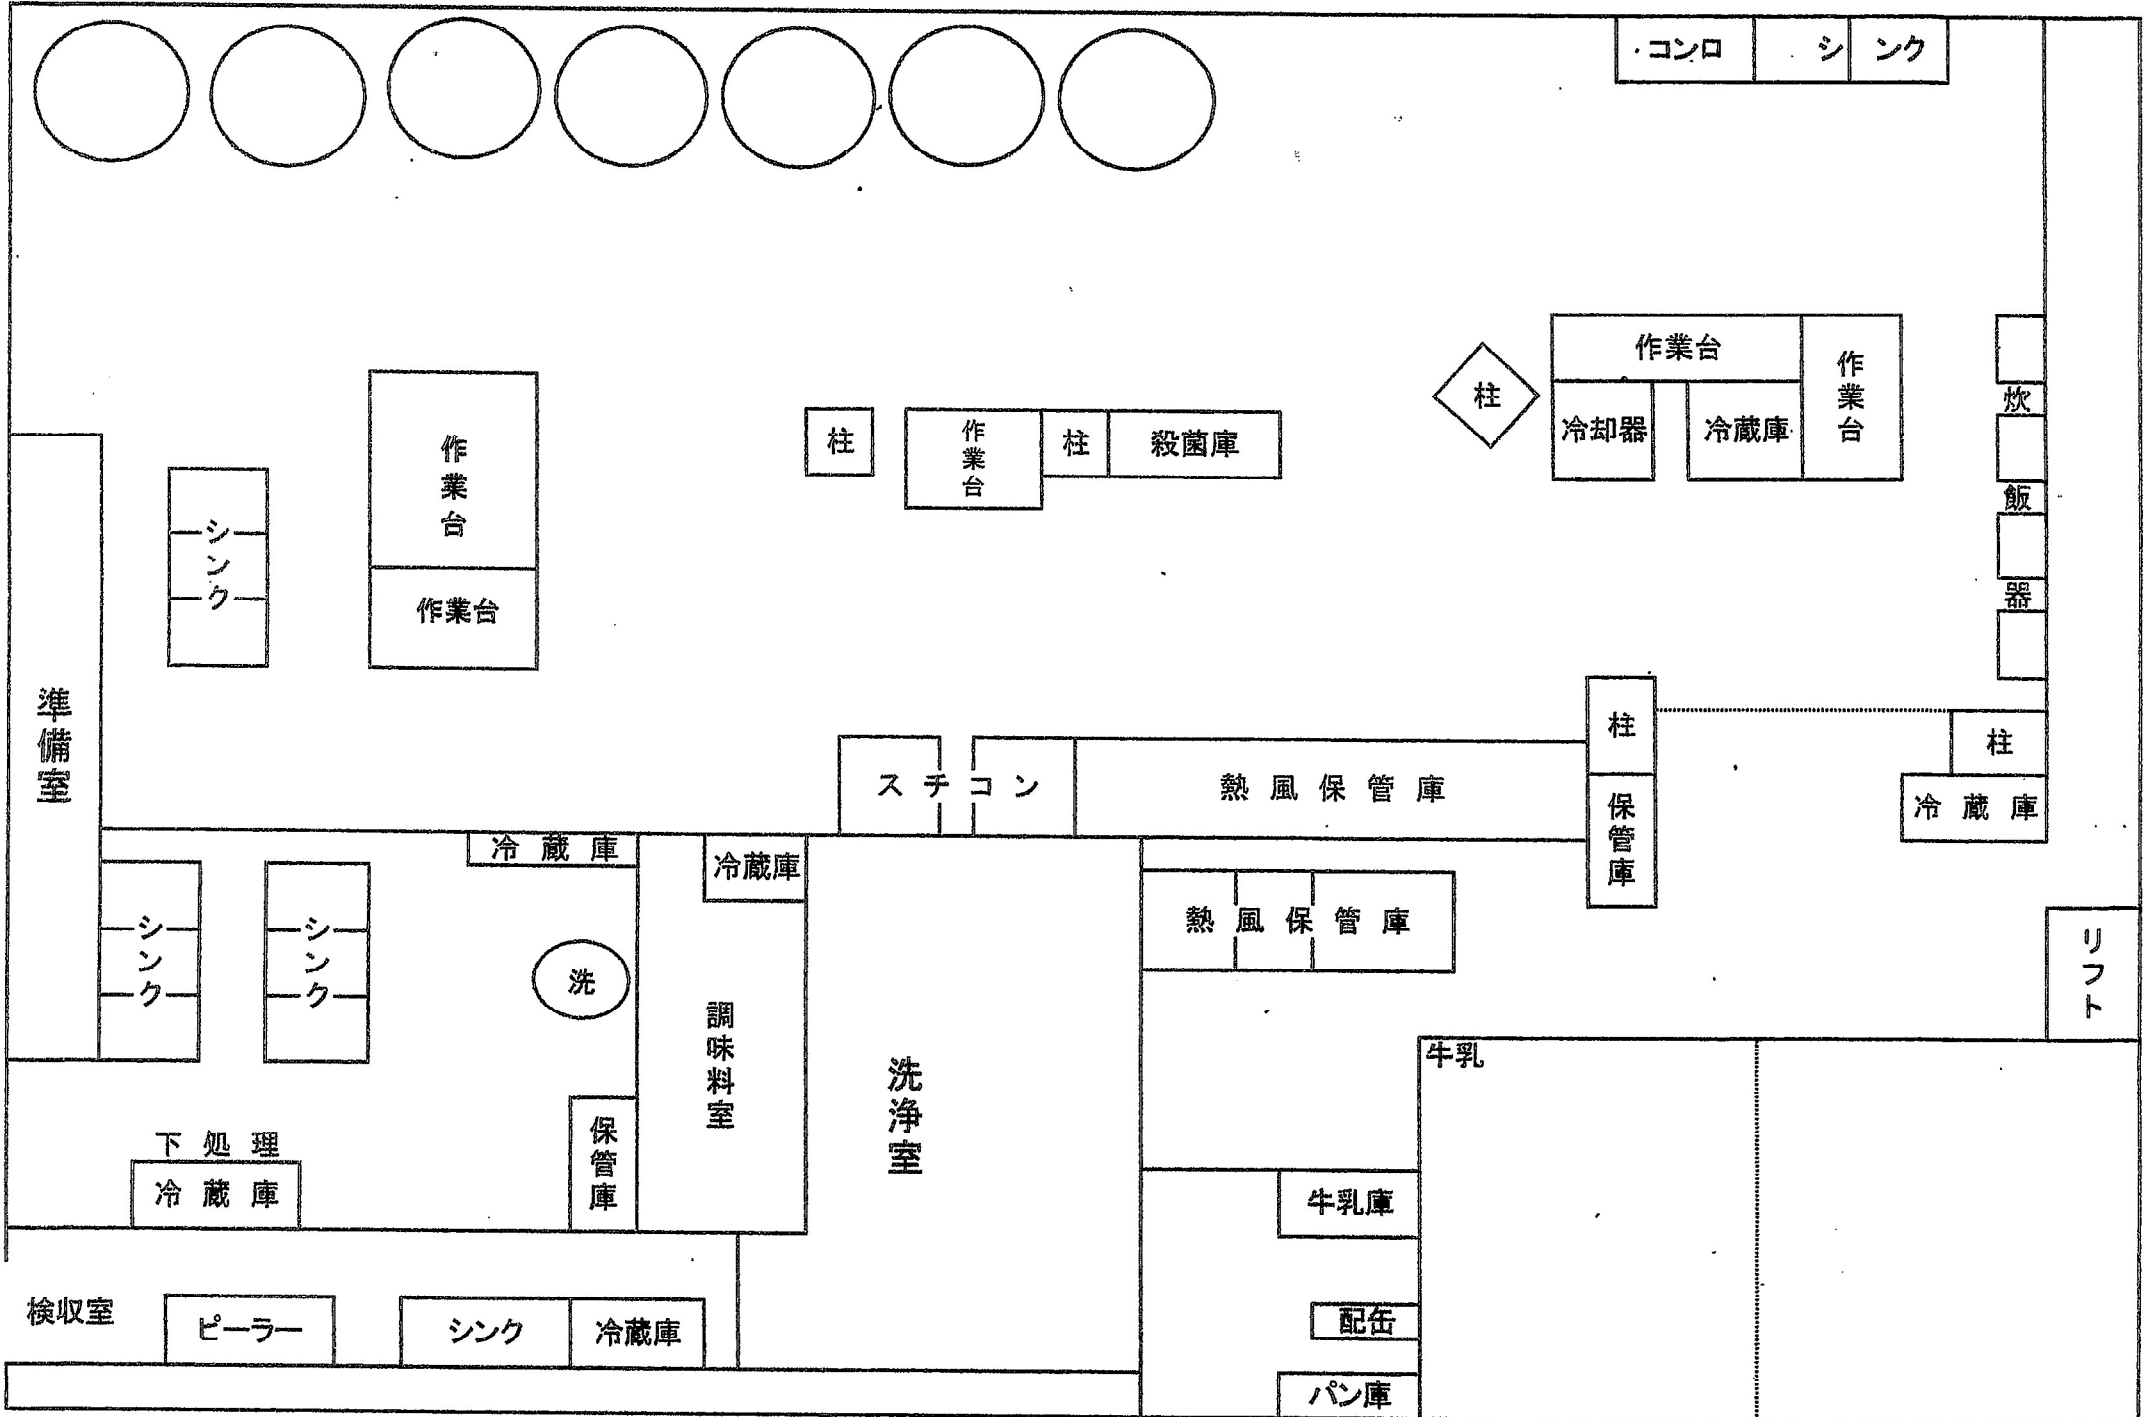 コンロ
シンク
作業台
作業台
柱
冷却器
冷蔵庫
炊飯器
作業台
柱
作業台
柱
殺菌庫
シンク
作業台
準備室
柱
柱
スチコン
熱風保管庫
保管庫
冷蔵庫
冷蔵庫
冷蔵庫
熱風保管庫
シンク
シンク
洗
調味料室
洗浄室
リフト
牛乳
下処理
冷蔵庫
保管庫
牛乳庫
検収室
ピーラー
シンク
冷蔵庫
配缶
パン庫